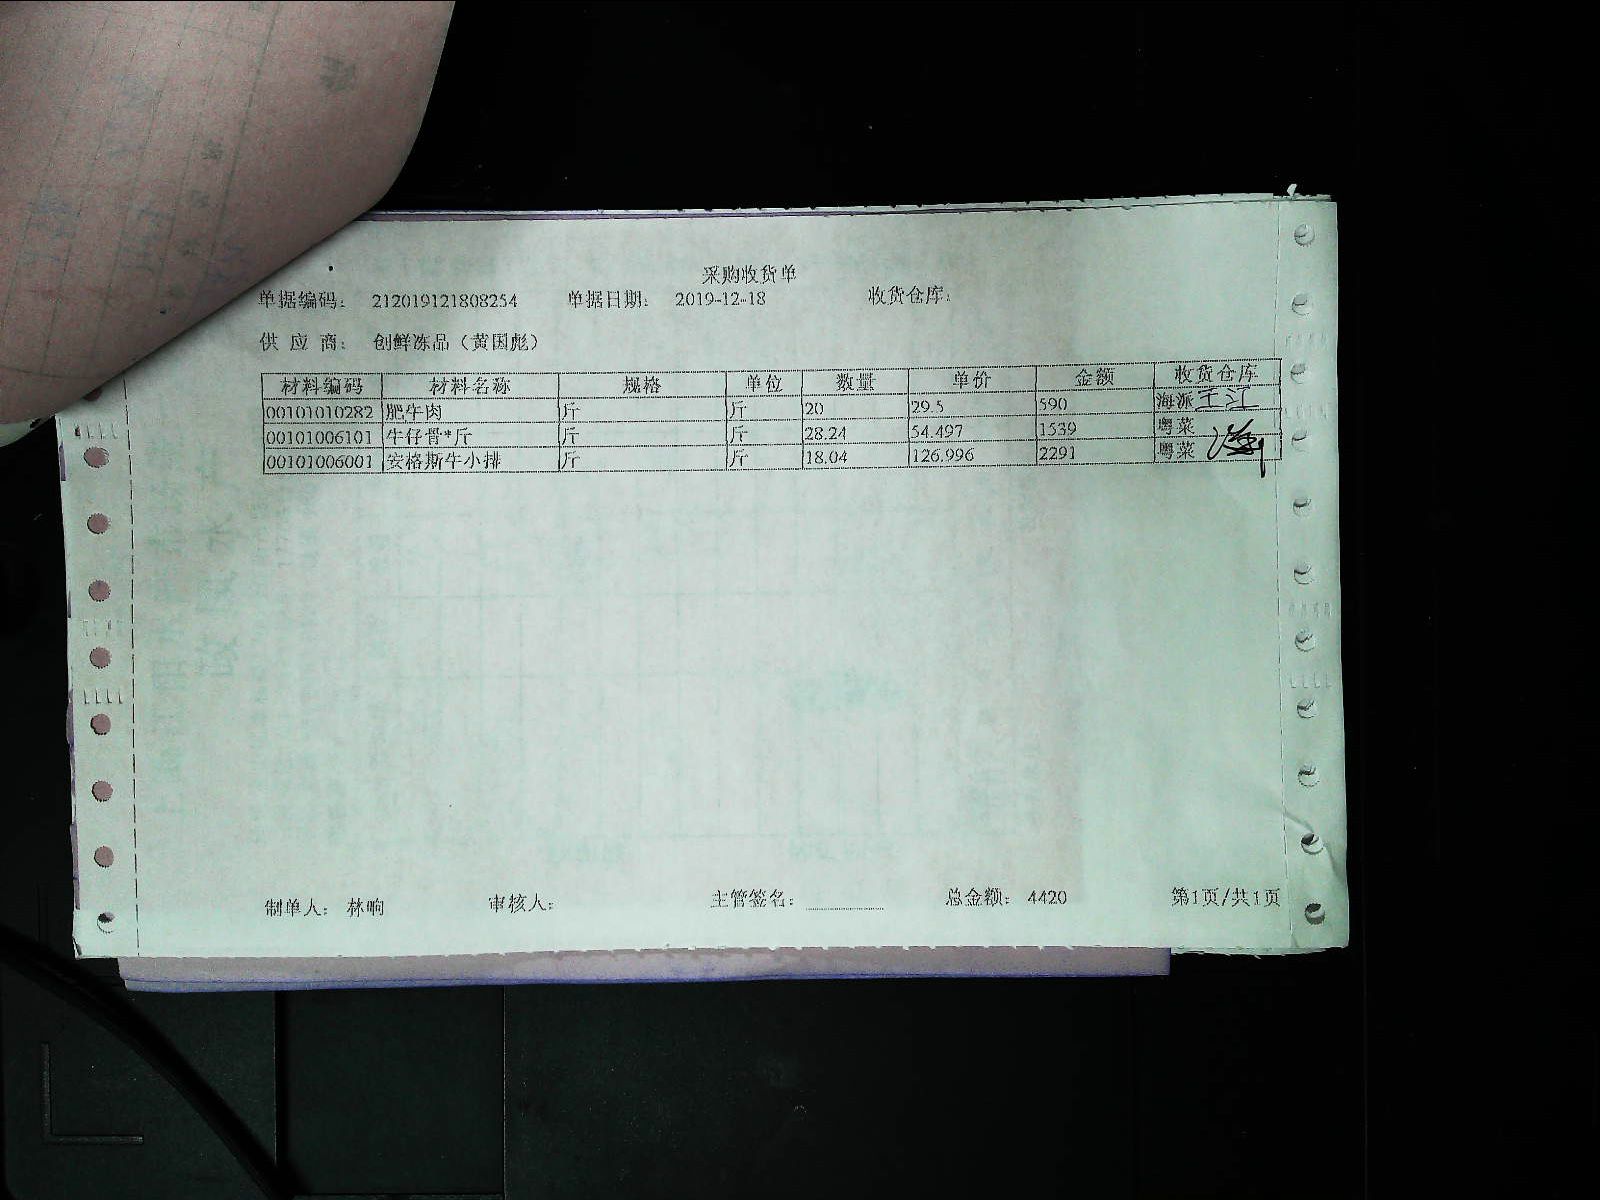 采购收货单
单据编码： 212019121808254 单据日期： 2019-12-18 收货仓库：
供 应 商： 创鲜冻品（黄国彪）
材料编码 材料名称 规格 单位 数量 单价 金额 收货仓库
00101010282 肥牛肉 斤 斤 20 29.5 590 海派
00101006101 牛仔骨*斤 斤 斤 28.24 54.497 1539 粤菜
00101006001 安格斯牛小排 斤 斤 18.04 126.996 2291 粤菜
制单人： 林响 审核人： 主管签名： 总金额： 4420 第1页/共1页